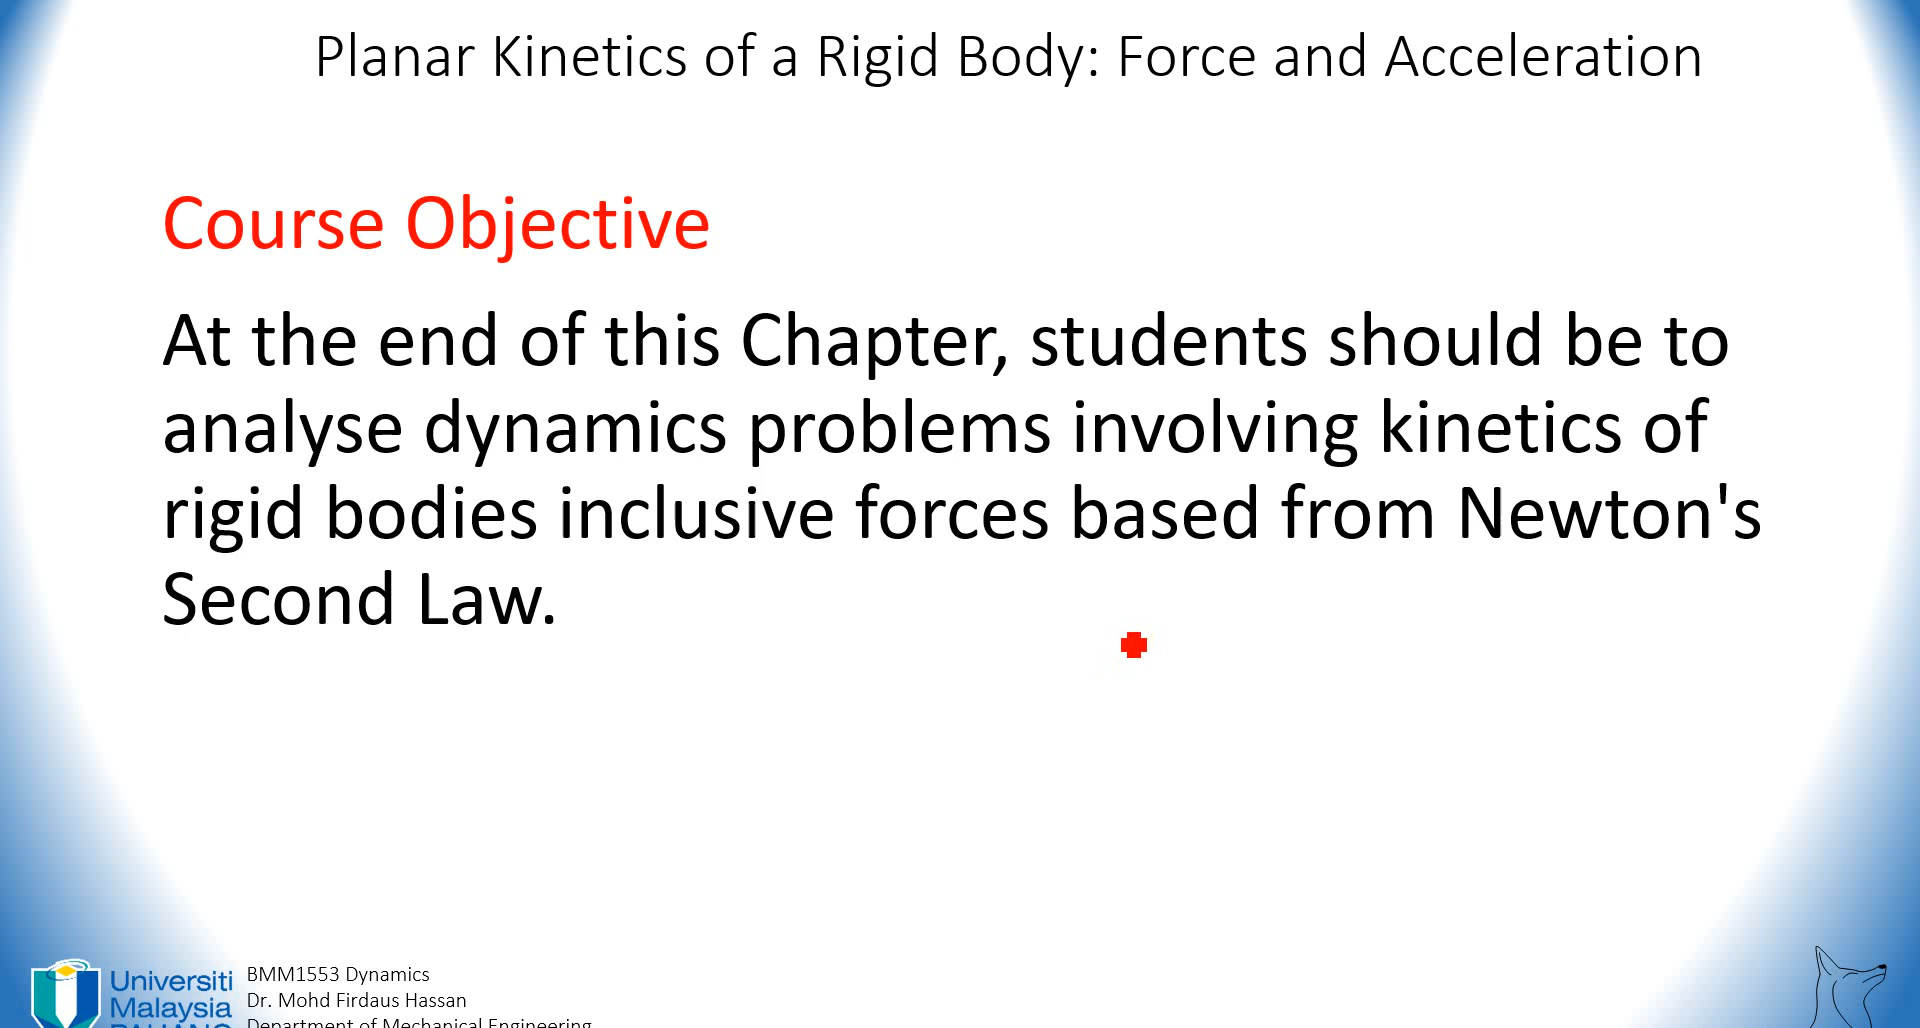 Planar Kinetics of a Rigid Body: Force and Acceleration
Course Objective
At the end of this Chapter, students should be to
analyse dynamics problems involving kinetics of
rigid bodies inclusive forces based from Newton's
Second Law.
Universiti
Malaysia
PAHANG
BMM1553 Dynamics
Dr. Mohd Firdaus Hassan
Department of Mechanical Engineering